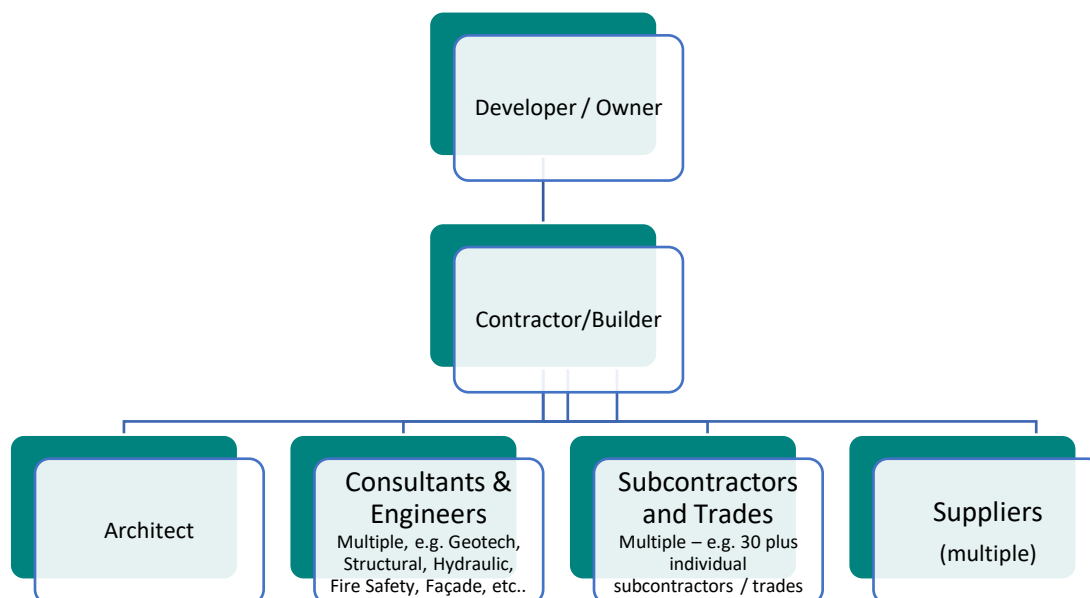 Developer / Owner
Contractor/Builder
Architect
Consultants &
Engineers
Multiple, e.g. Geotech,
Structural, Hydraulic,
Fire Safety, Façade, etc..
Subcontractors
and Trades
Multiple – e.g. 30 plus
individual
subcontractors / trades
Suppliers
(multiple)